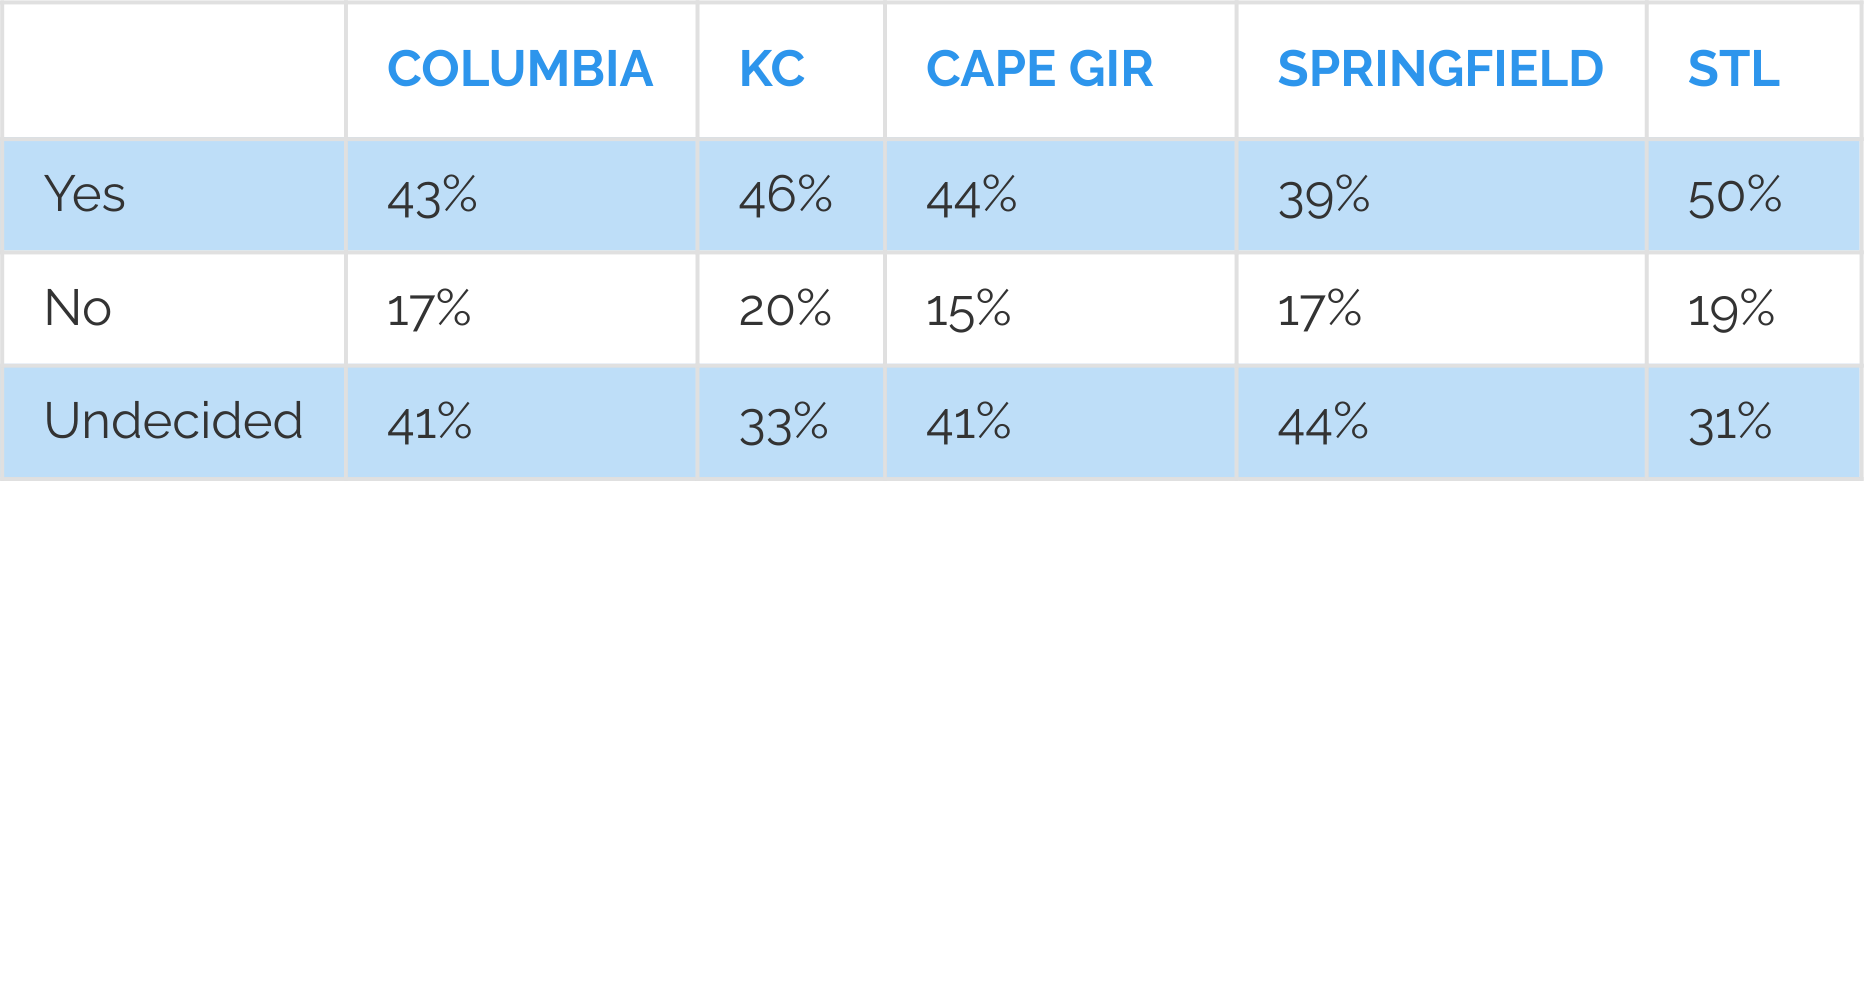 COLUMBIA KC CAPE GIR SPRINGFIELD STL
Yes 43% 46% 44% 39% 50%
No 17% 20% 15% 17% 19%
Undecided 41% 33% 41% 44% 31%